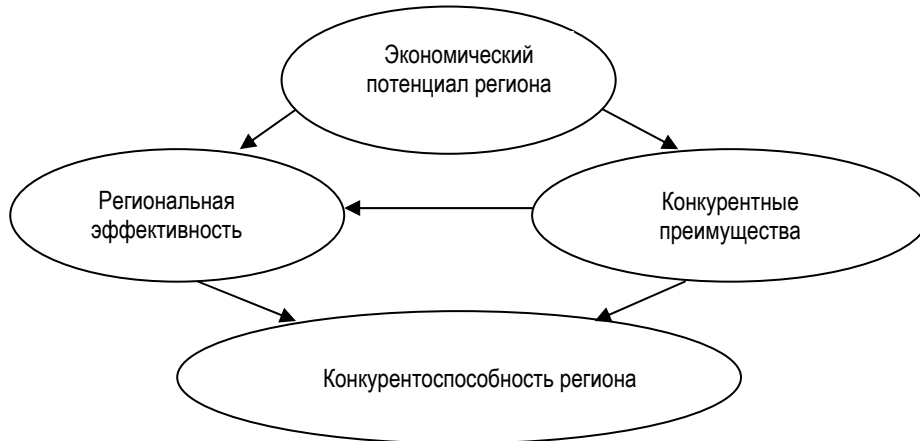 Экономический
потенциал региона
Региональная
эффективность
Конкурентные
преимущества
Конкурентоспособность региона